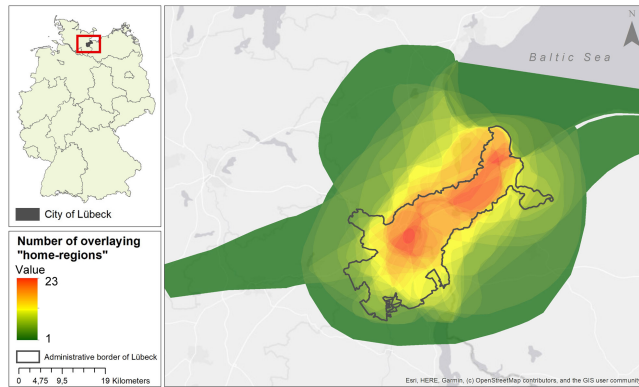 City of Lübeck
Number of overlaying
"home-regions"
Value
23
1
Administrative border of Lübeck
0 4,75 9,5 19 Kilometers
N
Baltic Sea
Esri, HERE, Garmin, (c) OpenStreetMap contributors, and the GIS user community